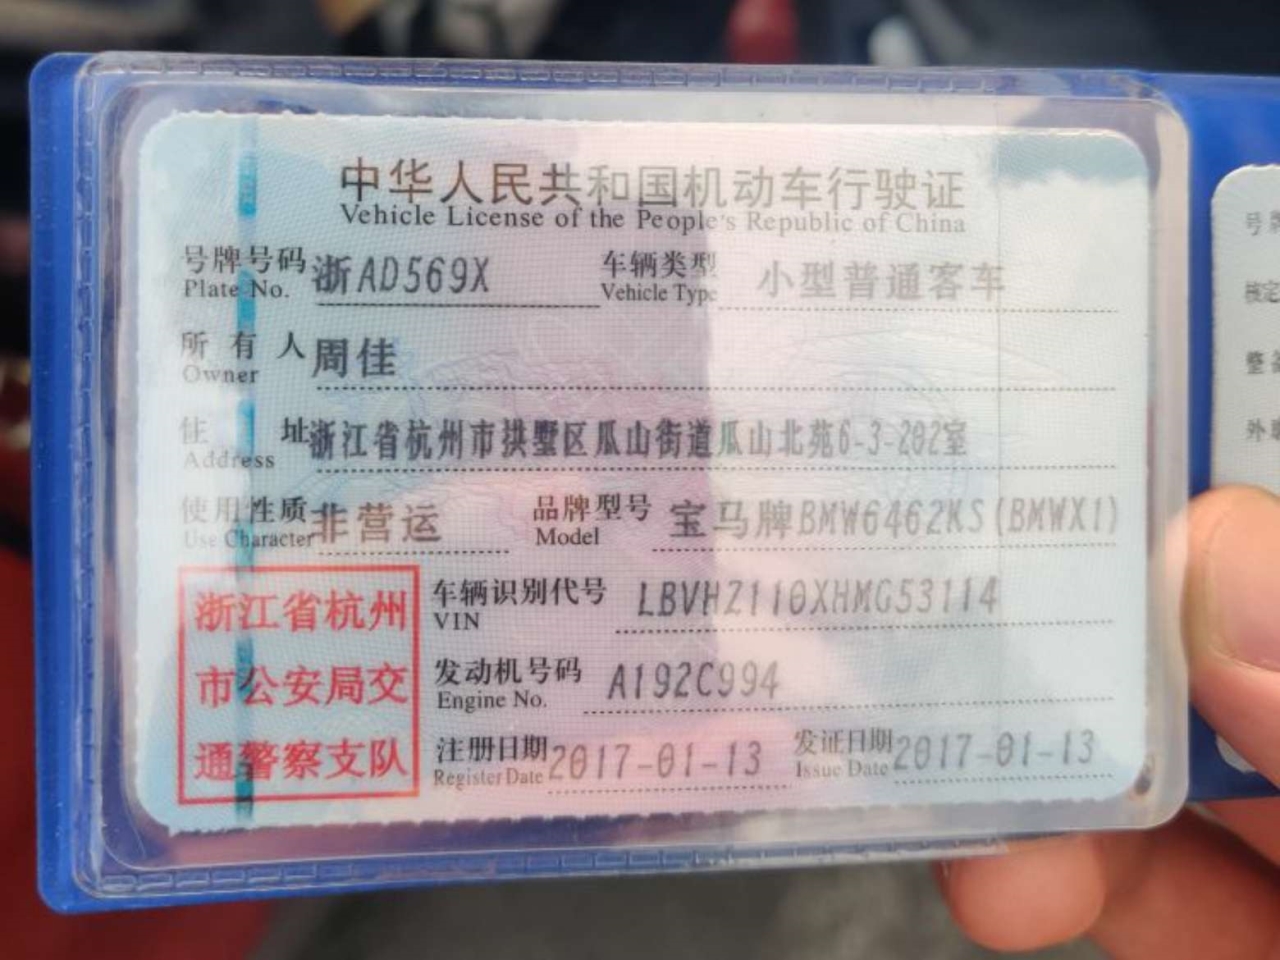 中华人民共和国机动车行驶证
Vehicle License of the People's Republic of China
号牌号码 浙AD569X 车辆类型 小型普通客车
Plate No. Vehicle Type
所有人 周佳
Owner
住址 浙江省杭州市拱墅区瓜山街道瓜山北苑6-3-202室
Address
使用性质 非营运 品牌型号 宝马牌BMW6462KS(BMWX1)
Use Character Model
浙江省杭州
市公安局交
通警察支队
车辆识别代号 LBVHZ110XHMG53114
VIN
发动机号码 A192C994
Engine No.
注册日期 2017-01-13 发证日期 2017-01-13
Register Date Issue Date
号牌
核定
整备
外廓